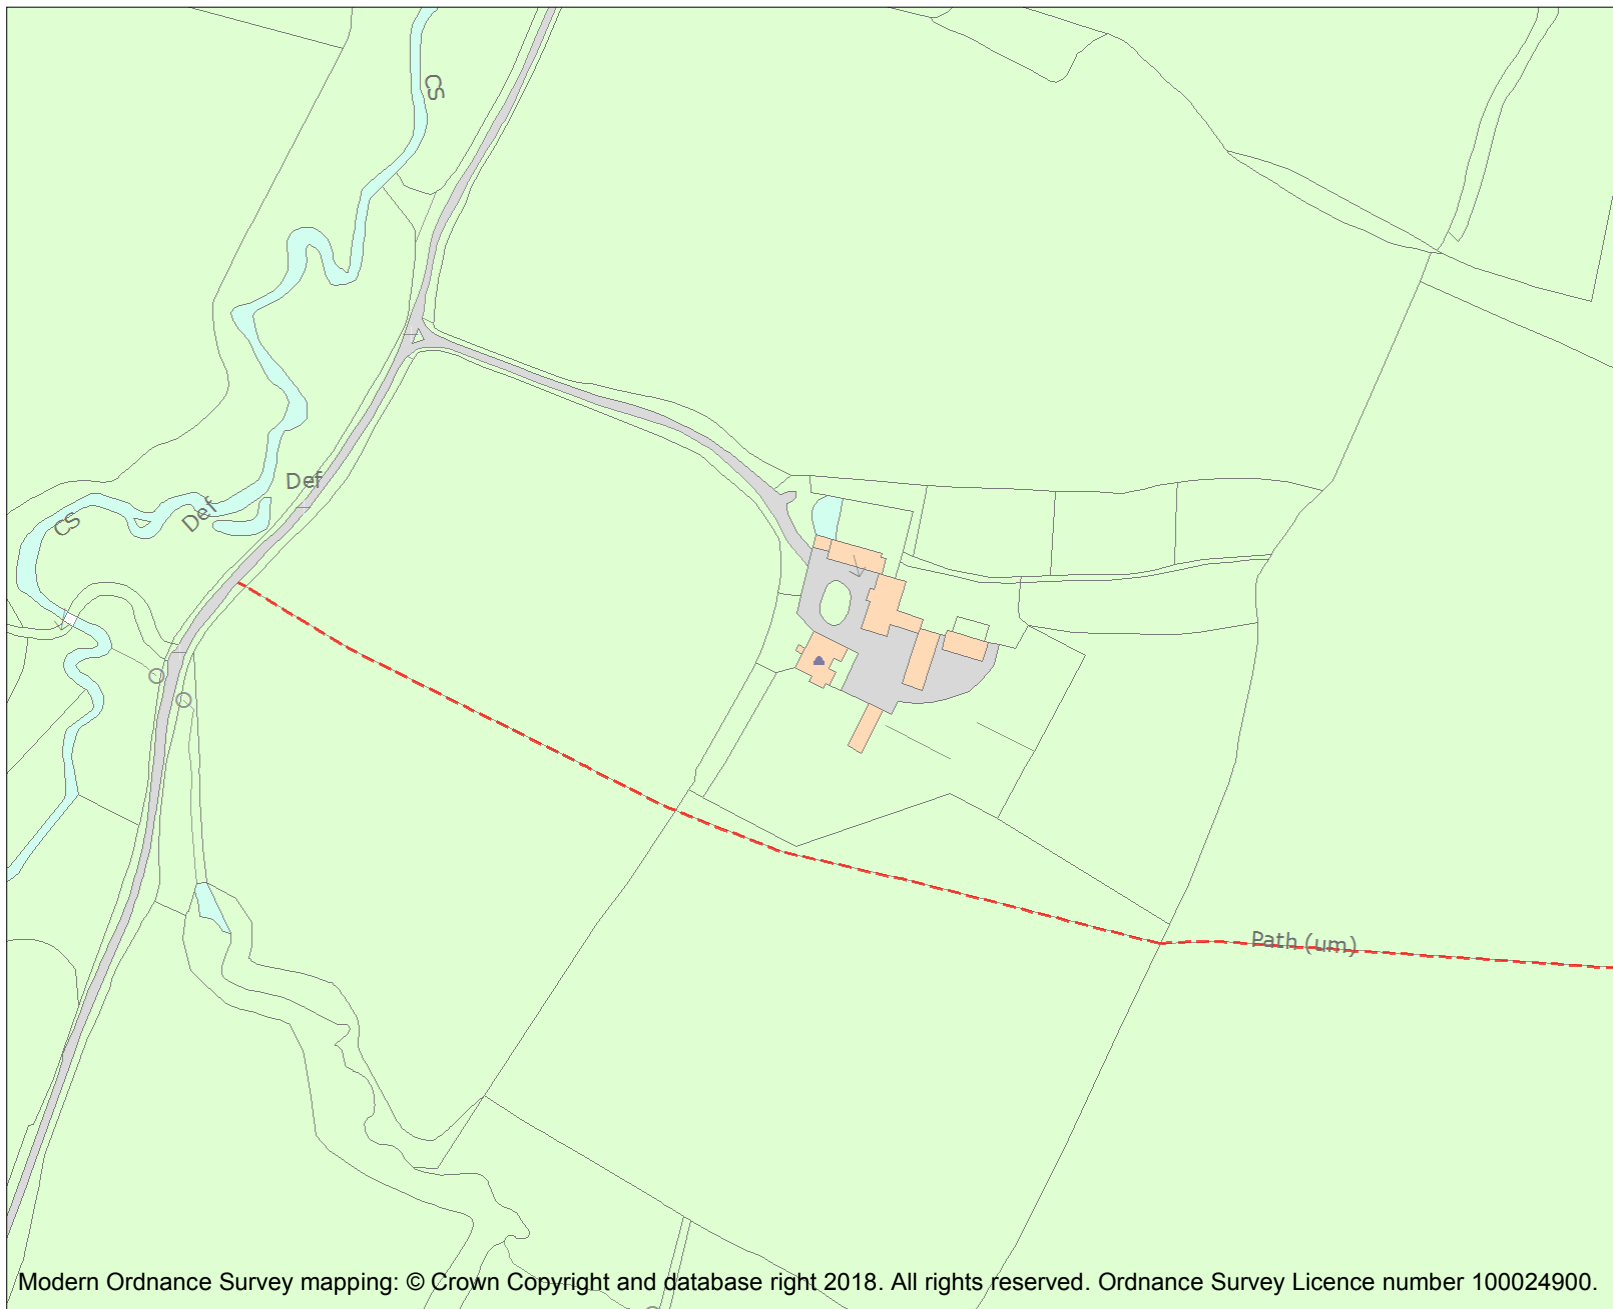 CS
Def
CS
Def
Path (um)
Modern Ordnance Survey mapping: © Crown Copyright and database right 2018. All rights reserved. Ordnance Survey Licence number 100024900.